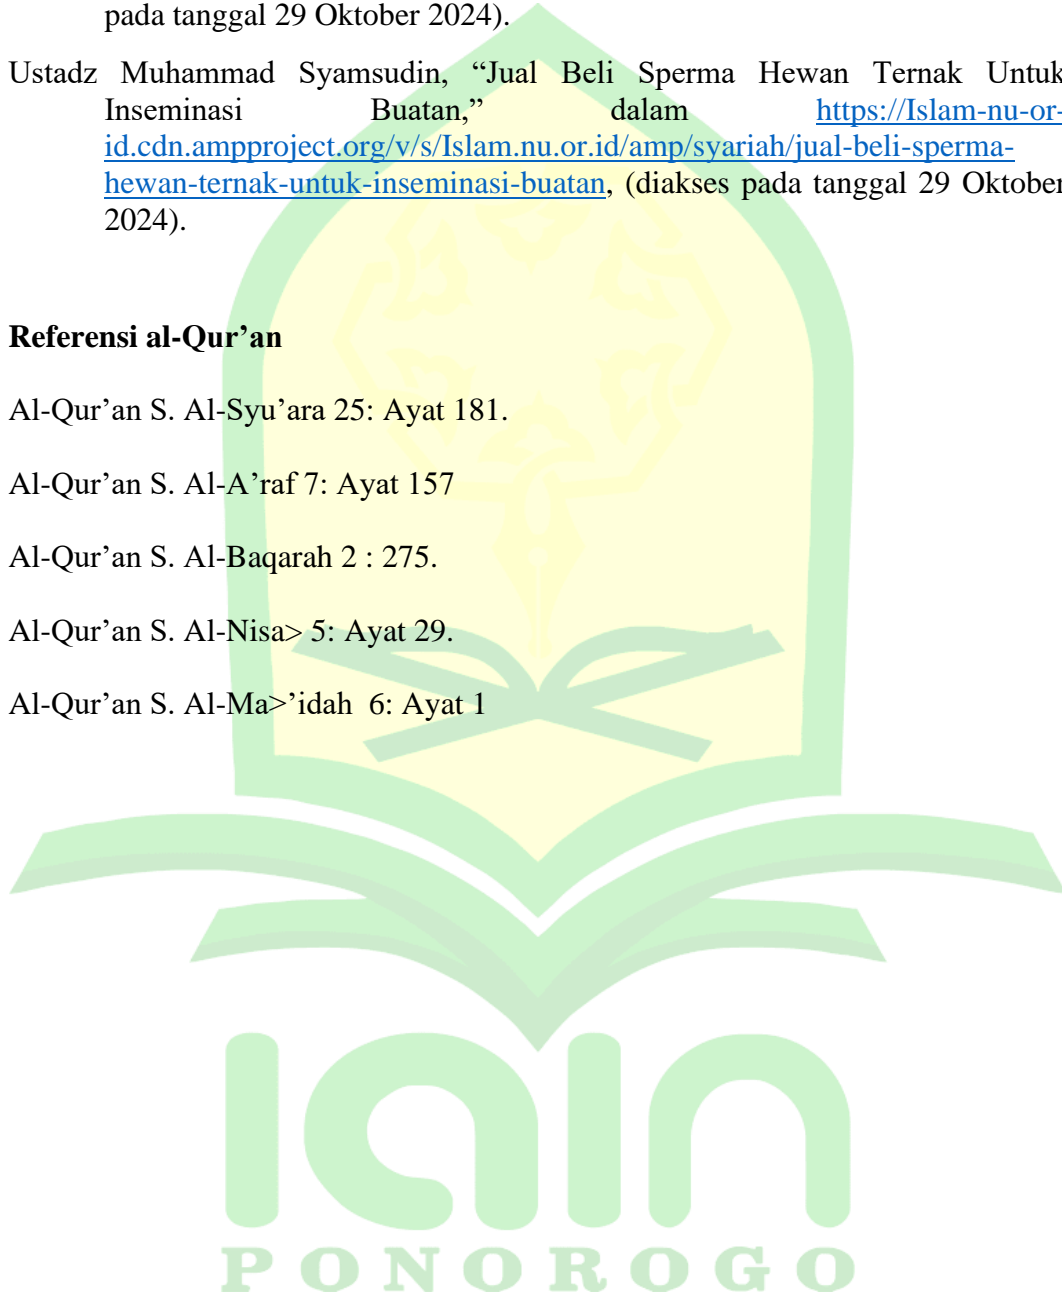 pada tanggal 29 Oktober 2024).
Ustadz Muhammad Syamsudin, “Jual Beli Sperma Hewan Ternak Untuk
Inseminasi Buatan,” dalam https://Islam-nu-or-
id.cdn.ampproject.org/v/s/Islam.nu.or.id/amp/syariah/jual-beli-sperma-
hewan-ternak-untuk-inseminasi-buatan, (diakses pada tanggal 29 Oktober
2024).
Referensi al-Qur’an
Al-Qur’an S. Al-Syu’ara 25: Ayat 181.
Al-Qur’an S. Al-A’raf 7: Ayat 157
Al-Qur’an S. Al-Baqarah 2 : 275.
Al-Qur’an S. Al-Nisa> 5: Ayat 29.
Al-Qur’an S. Al-Ma>’idah 6: Ayat 1
IAIN
PONOROGO